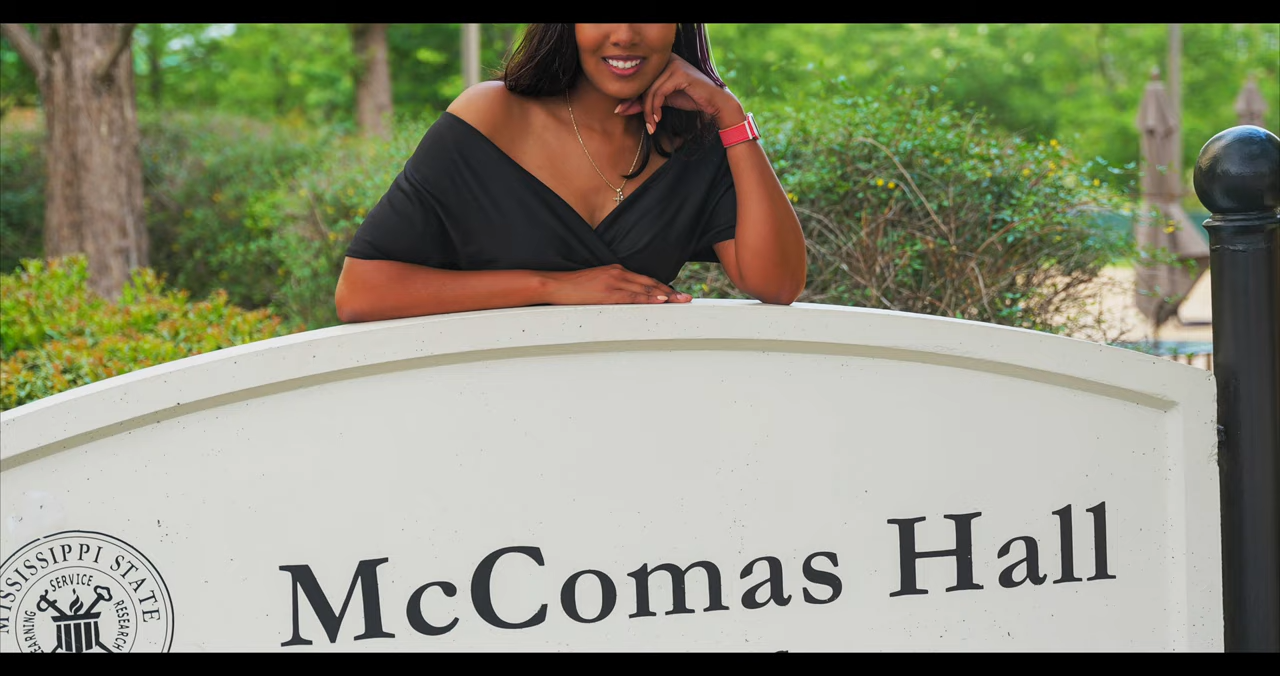 MISSISSIPPI STATE
SERVICE
LEARNING
RESEARCH
McComas Hall